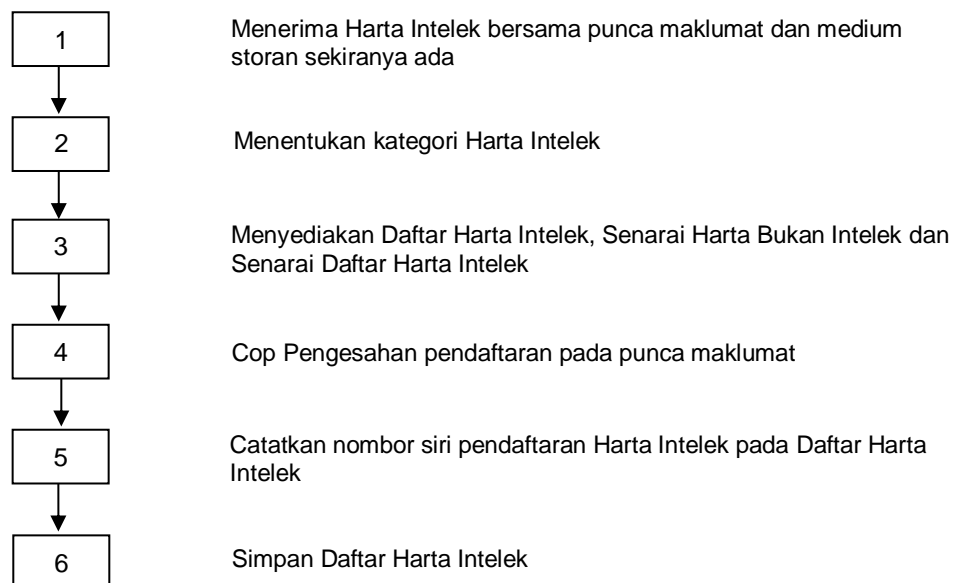 1
Menerima Harta Intelek bersama punca maklumat dan medium
storan sekiranya ada
2
Menentukan kategori Harta Intelek
3
Menyediakan Daftar Harta Intelek, Senarai Harta Bukan Intelek dan
Senarai Daftar Harta Intelek
4
Cop Pengesahan pendaftaran pada punca maklumat
5
Catatkan nombor siri pendaftaran Harta Intelek pada Daftar Harta
Intelek
6
Simpan Daftar Harta Intelek